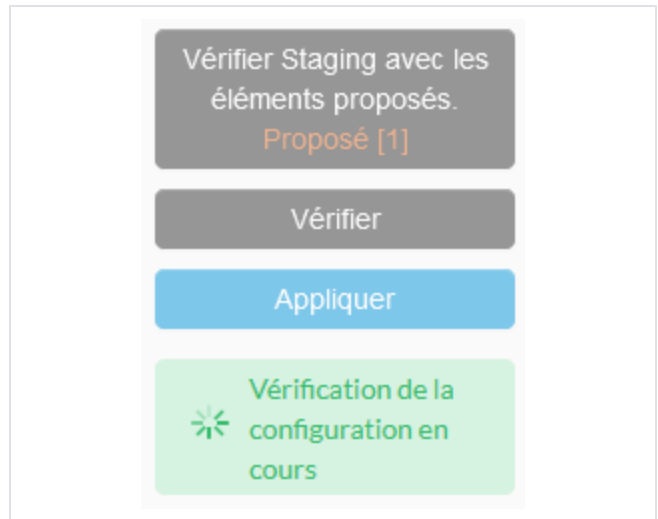 Vérifier Staging avec les
éléments proposés.
Proposé [1]
Vérifier
Appliquer
Vérification de la
configuration en
cours